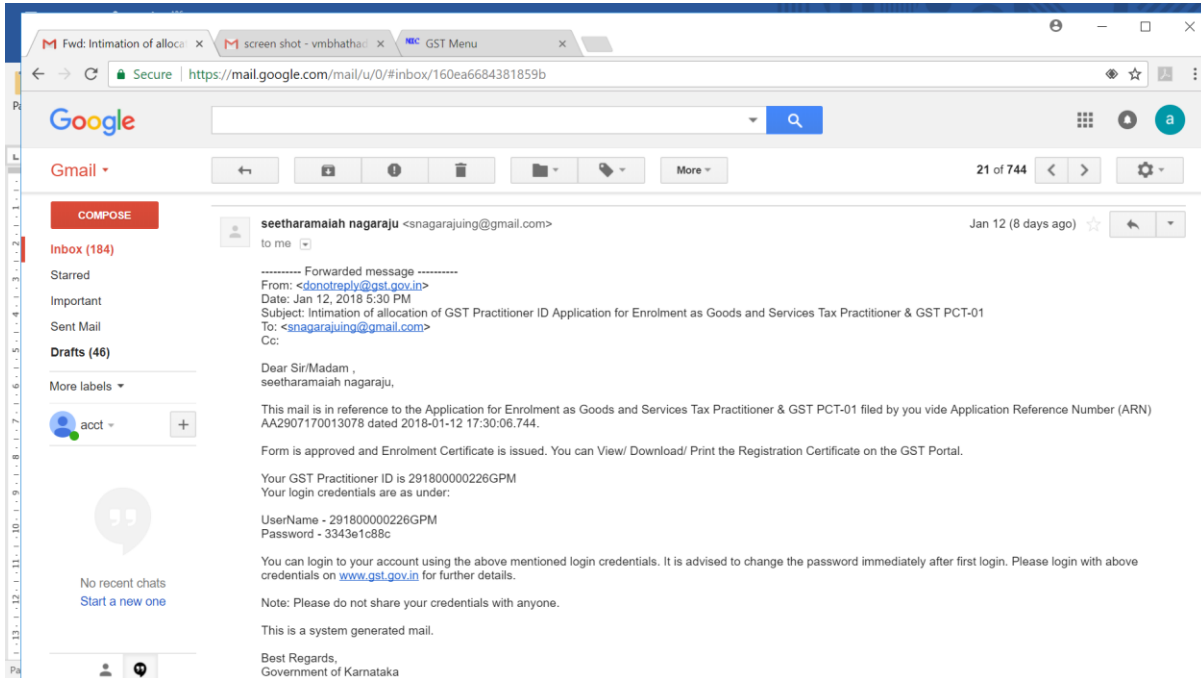 Fwd: Intimation of alloca
screen shot - vmbhathad
NIC GST Menu
Secure https://mail.google.com/mail/u/0/#inbox/160ea6684381859b
Google
a
Gmail
More
21 of 744
COMPOSE
Inbox (184)
Starred
Important
Sent Mail
Drafts (46)
More labels
acct
No recent chats
Start a new one
seetharamaiah nagaraju <snagarajuing@gmail.com>
Jan 12 (8 days ago)
to me
---------- Forwarded message ----------
From: <donotreply@gst.gov.in>
Date: Jan 12, 2018 5:30 PM
Subject: Intimation of allocation of GST Practitioner ID Application for Enrolment as Goods and Services Tax Practitioner & GST PCT-01
To: <snagarajuing@gmail.com>
Cc:
Dear Sir/Madam ,
seetharamaiah nagaraju,
This mail is in reference to the Application for Enrolment as Goods and Services Tax Practitioner & GST PCT-01 filed by you vide Application Reference Number (ARN)
AA2907170013078 dated 2018-01-12 17:30:06.744.
Form is approved and Enrolment Certificate is issued. You can View/ Download/ Print the Registration Certificate on the GST Portal.
Your GST Practitioner ID is 291800000226GPM
Your login credentials are as under:
UserName - 291800000226GPM
Password - 3343e1c88c
You can login to your account using the above mentioned login credentials. It is advised to change the password immediately after first login. Please login with above
credentials on www.gst.gov.in for further details.
Note: Please do not share your credentials with anyone.
This is a system generated mail.
Best Regards,
Government of Karnataka